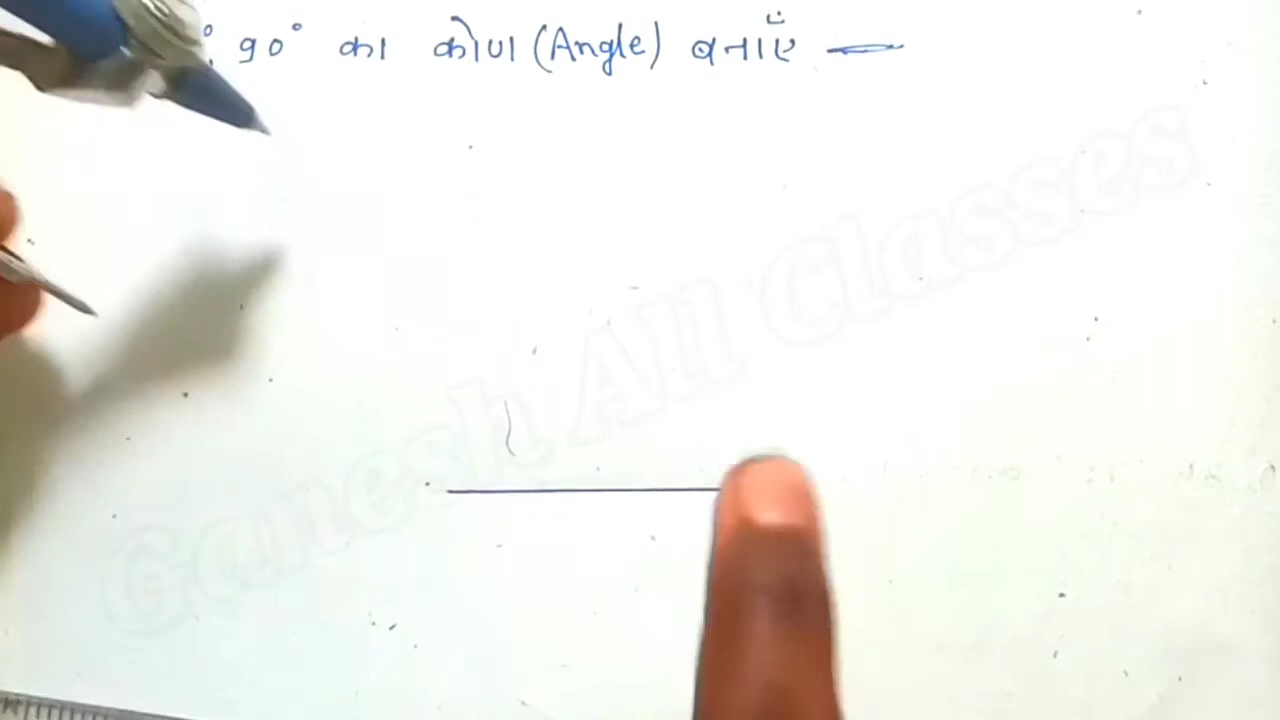 90° का कोण (Angle) बनाएँ —
Ganesh All Classes